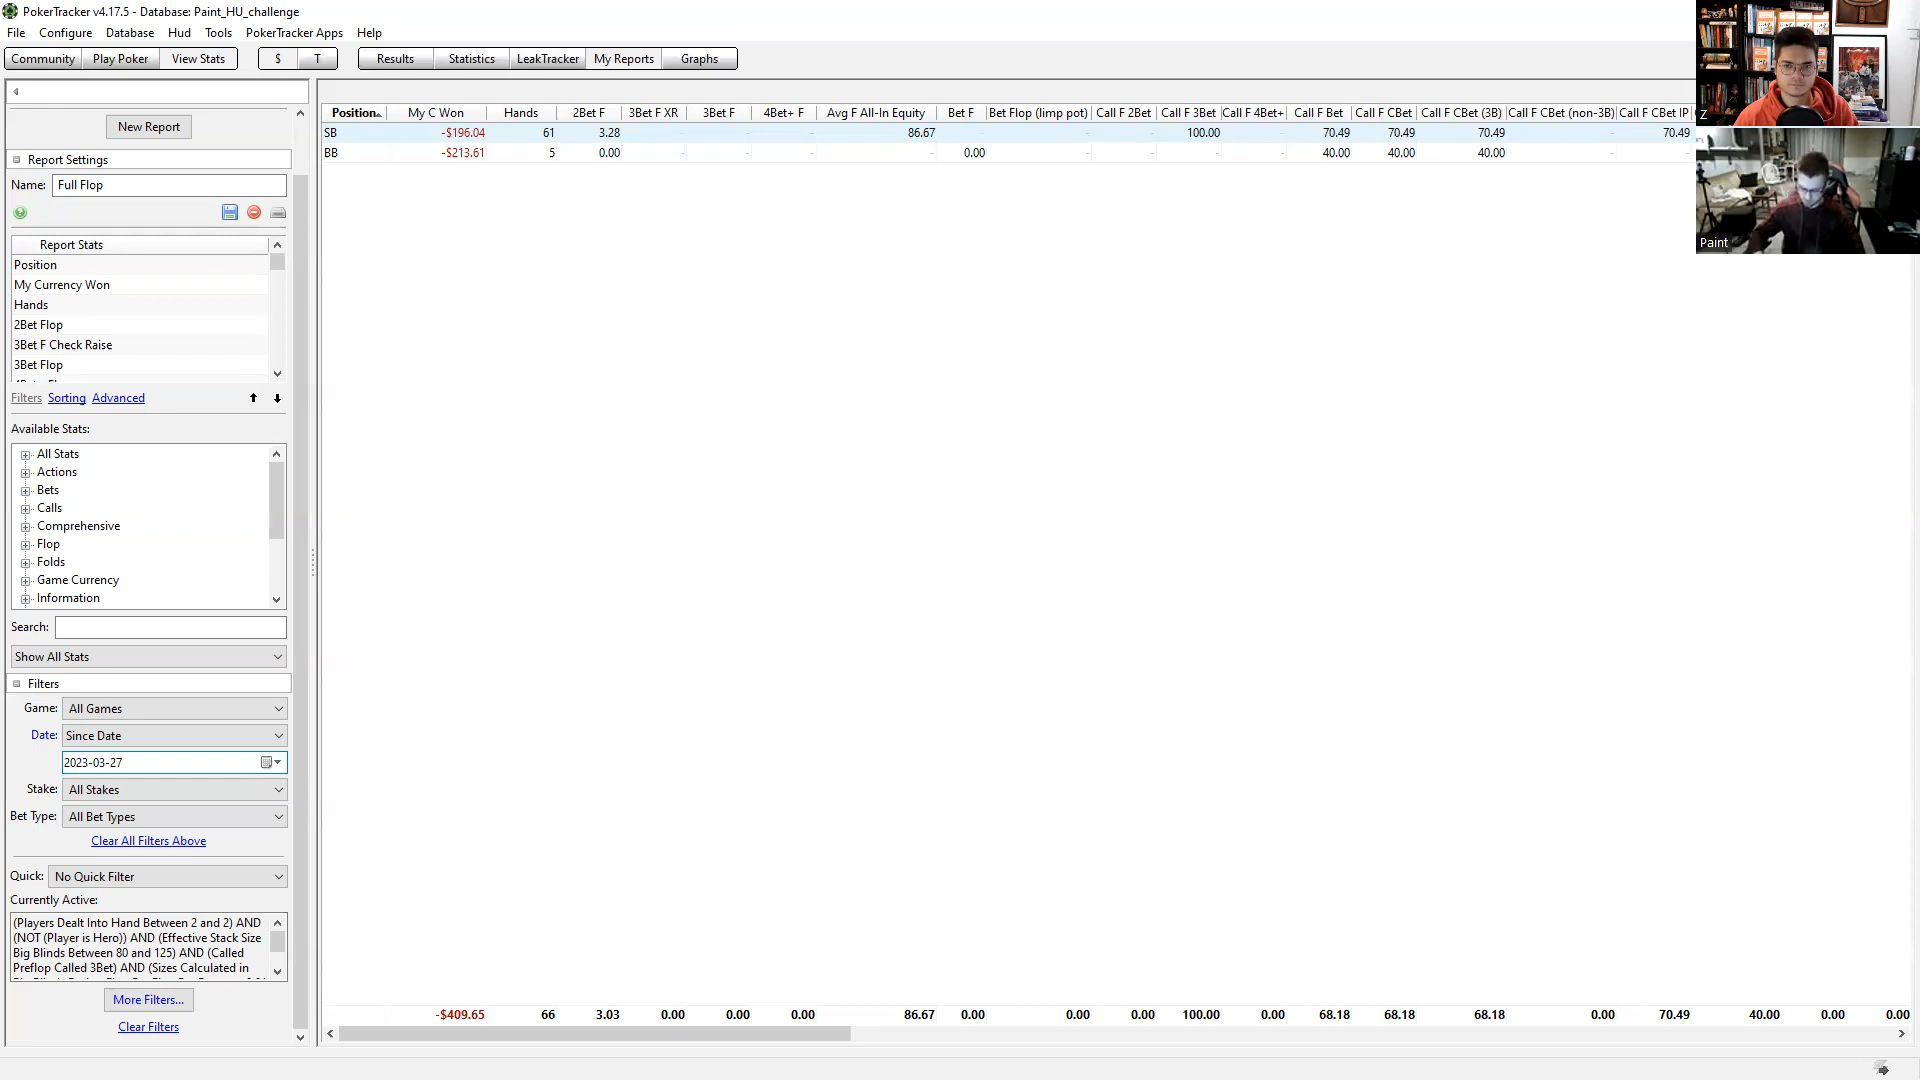 PokerTracker v4.17.5 - Database: Paint_HU_challenge
File Configure Database Hud Tools PokerTracker Apps Help
Community Play Poker View Stats $ T Results Statistics LeakTracker My Reports Graphs
New Report
Report Settings
Name: Full Flop
Report Stats
Position
My Currency Won
Hands
2Bet Flop
3Bet F Check Raise
3Bet Flop
Filters Sorting Advanced
Available Stats:
All Stats
Actions
Bets
Calls
Comprehensive
Flop
Folds
Game Currency
Information
Search:
Show All Stats
Filters
Game: All Games
Date: Since Date
2023-03-27
Stake: All Stakes
Bet Type: All Bet Types
Clear All Filters Above
Quick: No Quick Filter
Currently Active:
(Players Dealt Into Hand Between 2 and 2) AND
(NOT (Player is Hero)) AND (Effective Stack Size
Big Blinds Between 80 and 125) AND (Called
Preflop Called 3Bet) AND (Sizes Calculated in
More Filters...
Clear Filters
Position My C Won Hands 2Bet F 3Bet F XR 3Bet F 4Bet+ F Avg F All-In Equity Bet F Bet Flop (limp pot) Call F 2Bet Call F 3Bet Call F 4Bet+ Call F Bet Call F CBet Call F CBet (3B) Call F CBet (non-3B) Call F CBet IP
SB -$196.04 61 3.28 - - - 86.67 - - - 100.00 - 70.49 70.49 70.49 - 70.49
BB -$213.61 5 0.00 - - - - 0.00 - - - - 40.00 40.00 40.00 - -
-$409.65 66 3.03 0.00 0.00 0.00 86.67 0.00 0.00 0.00 100.00 0.00 68.18 68.18 68.18 0.00 70.49 40.00 0.00 0.00
Z
Paint